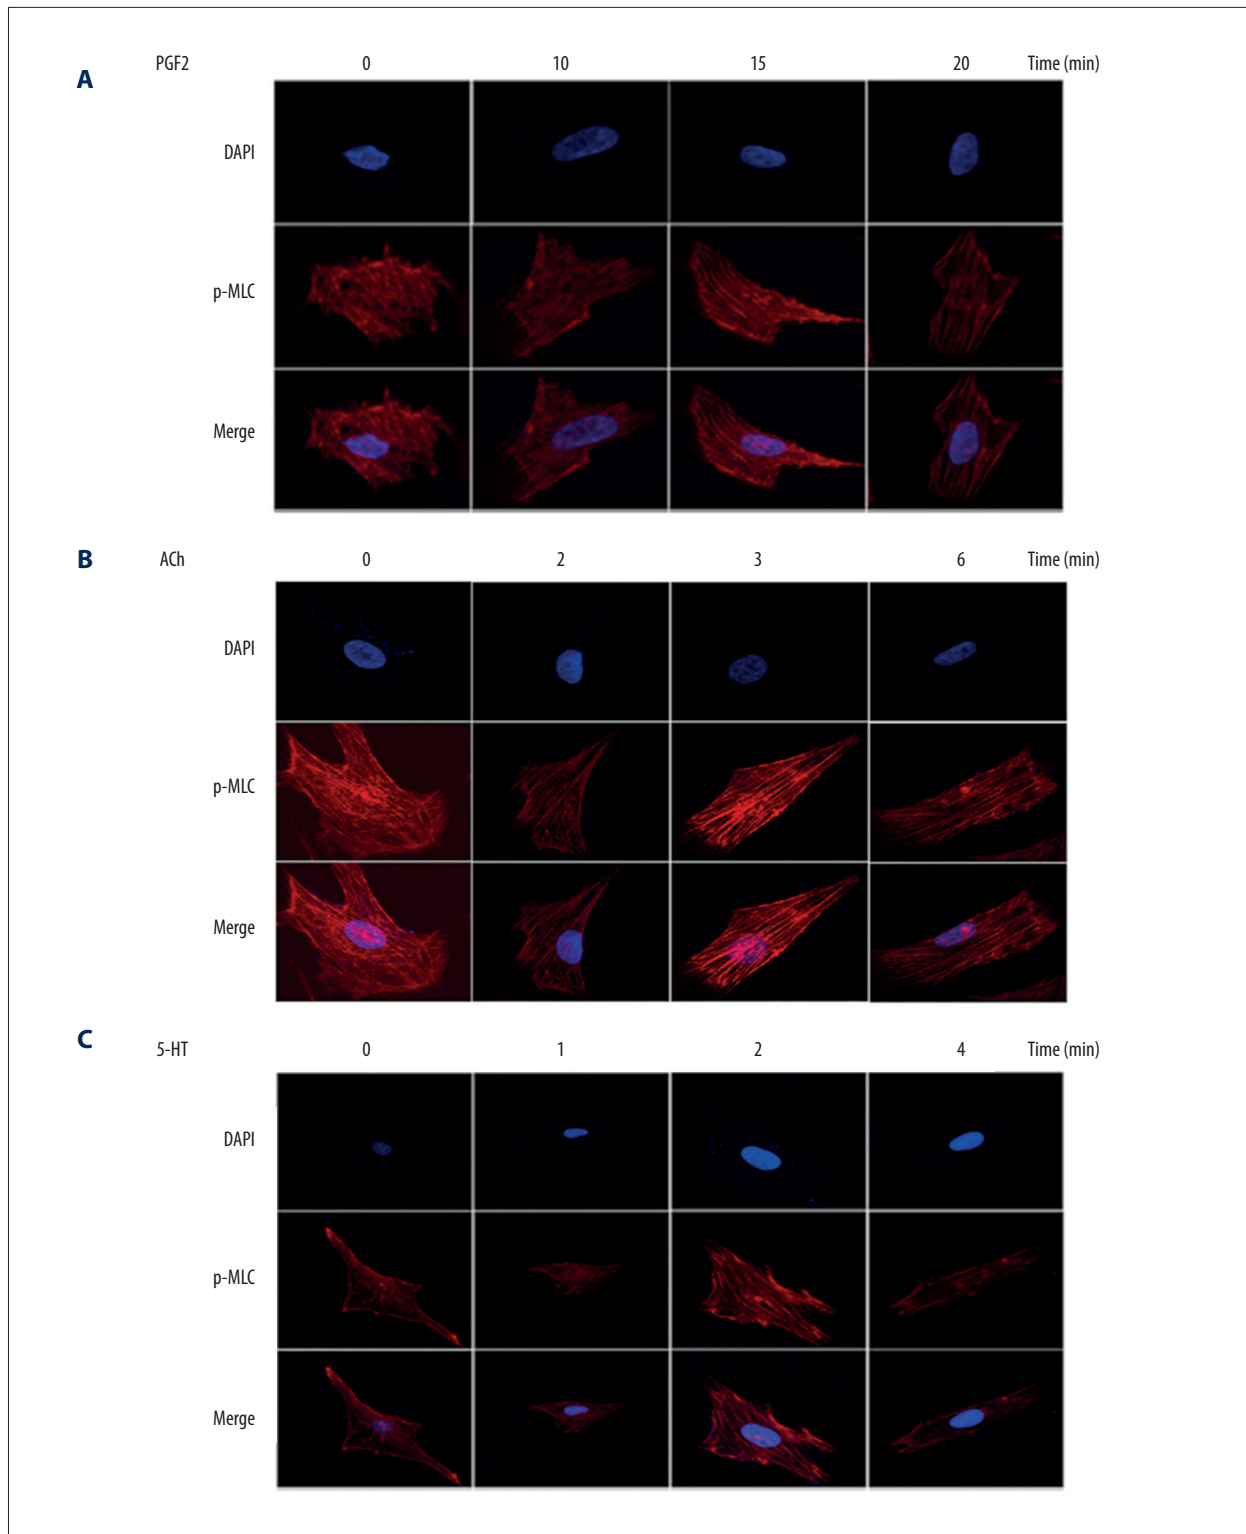 A PGF2 0 10 15 20 Time (min)
DAPI
p-MLC
Merge
B ACh 0 2 3 6 Time (min)
DAPI
p-MLC
Merge
C 5-HT 0 1 2 4 Time (min)
DAPI
p-MLC
Merge